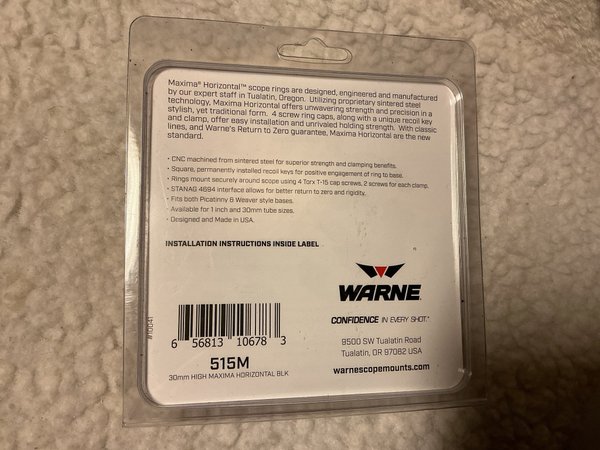 Maxima® Horizontal™ scope rings are designed, engineered and manufactured
by our expert staff in Tualatin, Oregon. Utilizing proprietary sintered steel
technology, Maxima Horizontal offers unwavering strength and precision in a
stylish, yet traditional form. 4 screw ring caps, along with a unique recoil key
and clamp, offer easy installation and unrivaled holding strength. With classic
lines, and Warne's Return to Zero guarantee, Maxima Horizontal are the new
standard.
• CNC machined from sintered steel for superior strength and clamping benefits.
• Square, permanently installed recoil keys for positive engagement of ring to base.
• Rings mount securely around scope using 4 Torx T-15 cap screws, 2 screws for each clamp.
• STANAG 4694 interface allows for better return to zero and rigidity.
• Fits both Picatinny & Weaver style bases.
• Available for 1 inch and 30mm tube sizes.
• Designed and Made in USA.
INSTALLATION INSTRUCTIONS INSIDE LABEL
WARNE
CONFIDENCE IN EVERY SHOT.™
9500 SW Tualatin Road
Tualatin, OR 97062 USA
warnescopemounts.com
#10041
6 56813 10678 3
515M
30mm HIGH MAXIMA HORIZONTAL BLK